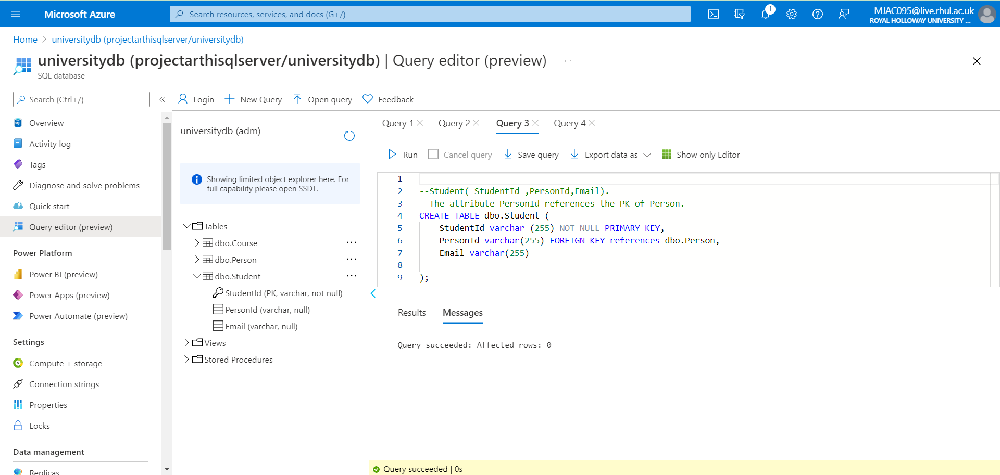 Microsoft Azure
Search resources, services, and docs (G+/)
1
MJAC095@live.rhul.ac.uk
ROYAL HOLLOWAY UNIVERSITY ...
Home > universitydb (projectarthisqlserver/universitydb)
universitydb (projectarthisqlserver/universitydb) | Query editor (preview) ...
SQL database
Search (Ctrl+/)
«
Login
New Query
Open query
Feedback
Overview
Activity log
Tags
Diagnose and solve problems
Quick start
Query editor (preview)
Power Platform
Power BI (preview)
Power Apps (preview)
Power Automate (preview)
Settings
Compute + storage
Connection strings
Properties
Locks
Data management
Replicas
universitydb (adm)
Showing limited object explorer here. For
full capability please open SSDT.
Tables
dbo.Course ...
dbo.Person ...
dbo.Student ...
StudentId (PK, varchar, not null)
PersonId (varchar, null)
Email (varchar, null)
Views
Stored Procedures
Query 1 Query 2 Query 3 Query 4
Run Cancel query Save query Export data as Show only Editor
1
2 --Student(_StudentId_,PersonId,Email).
3 --The attribute PersonId references the PK of Person.
4 CREATE TABLE dbo.Student (
5 StudentId varchar (255) NOT NULL PRIMARY KEY,
6 PersonId varchar(255) FOREIGN KEY references dbo.Person,
7 Email varchar(255)
8
9 );
Results Messages
Query succeeded: Affected rows: 0
Query succeeded | 0s